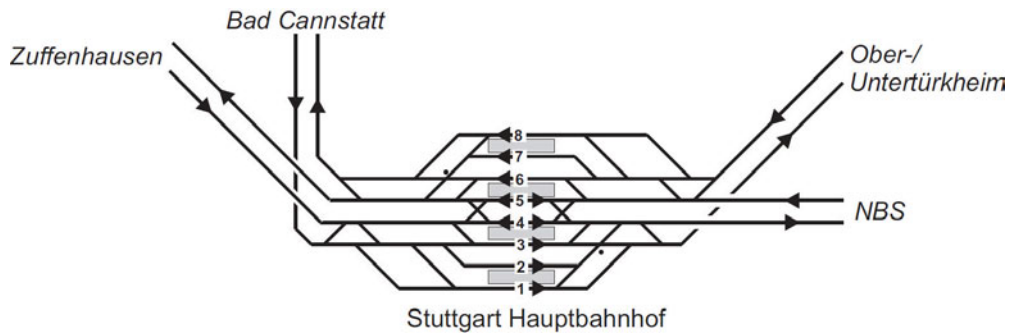 Bad Cannstatt
Zuffenhausen
Ober-/
Untertürkheim
8
7
6
5
4
NBS
3
2
1
Stuttgart Hauptbahnhof